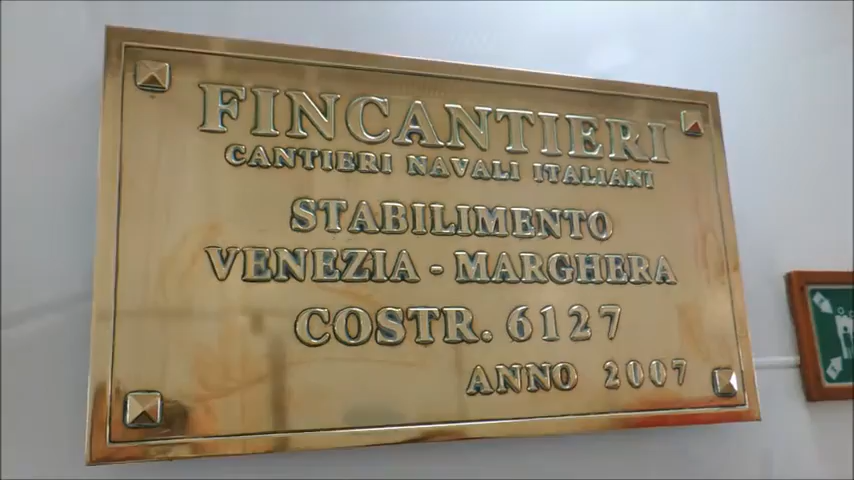 FINCANTIERI
CANTIERI NAVALI ITALIANI
STABILIMENTO
VENEZIA - MARGHERA
COSTR. 6127
ANNO 2007